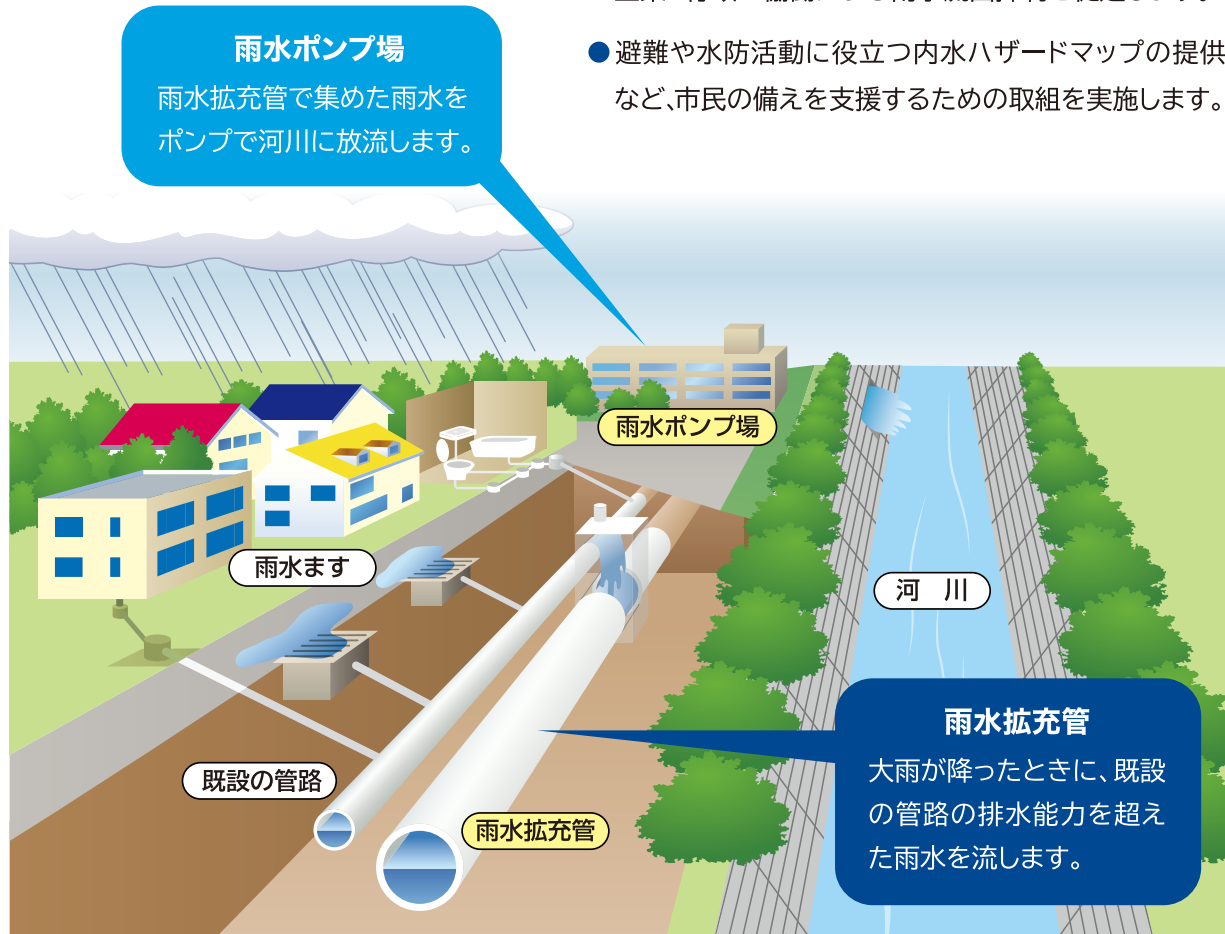 雨水ポンプ場
雨水拡充管で集めた雨水を
ポンプで河川に放流します。
● 避難や水防活動に役立つ内水ハザードマップの提供
など、市民の備えを支援するための取組を実施します。
雨水ポンプ場
雨水ます
河　川
既設の管路
雨水拡充管
雨水拡充管
大雨が降ったときに、既設
の管路の排水能力を超え
た雨水を流します。